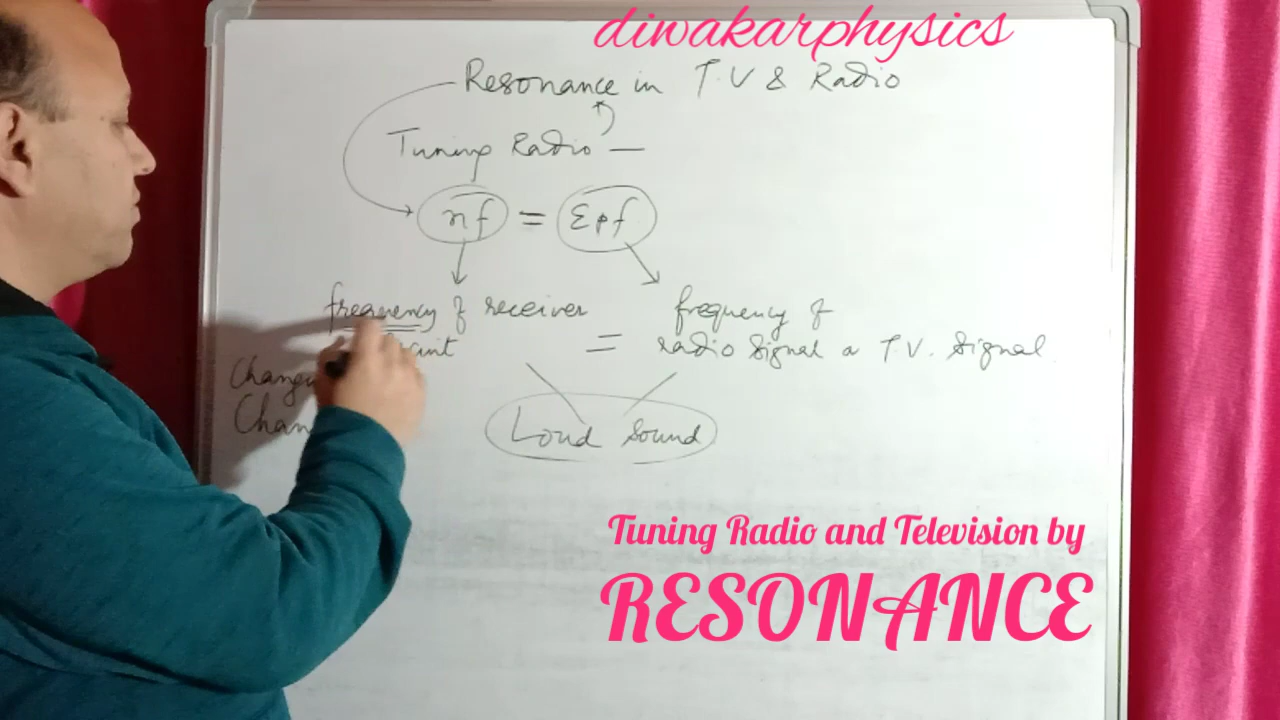 diwakarphysics
Resonance in T.V & Radio
Tuning Radio —
nf = Epf
frequency of receiver
frequency of
= radio signal or T.V. Signal
Loud Sound
Tuning Radio and Television by
RESONANCE